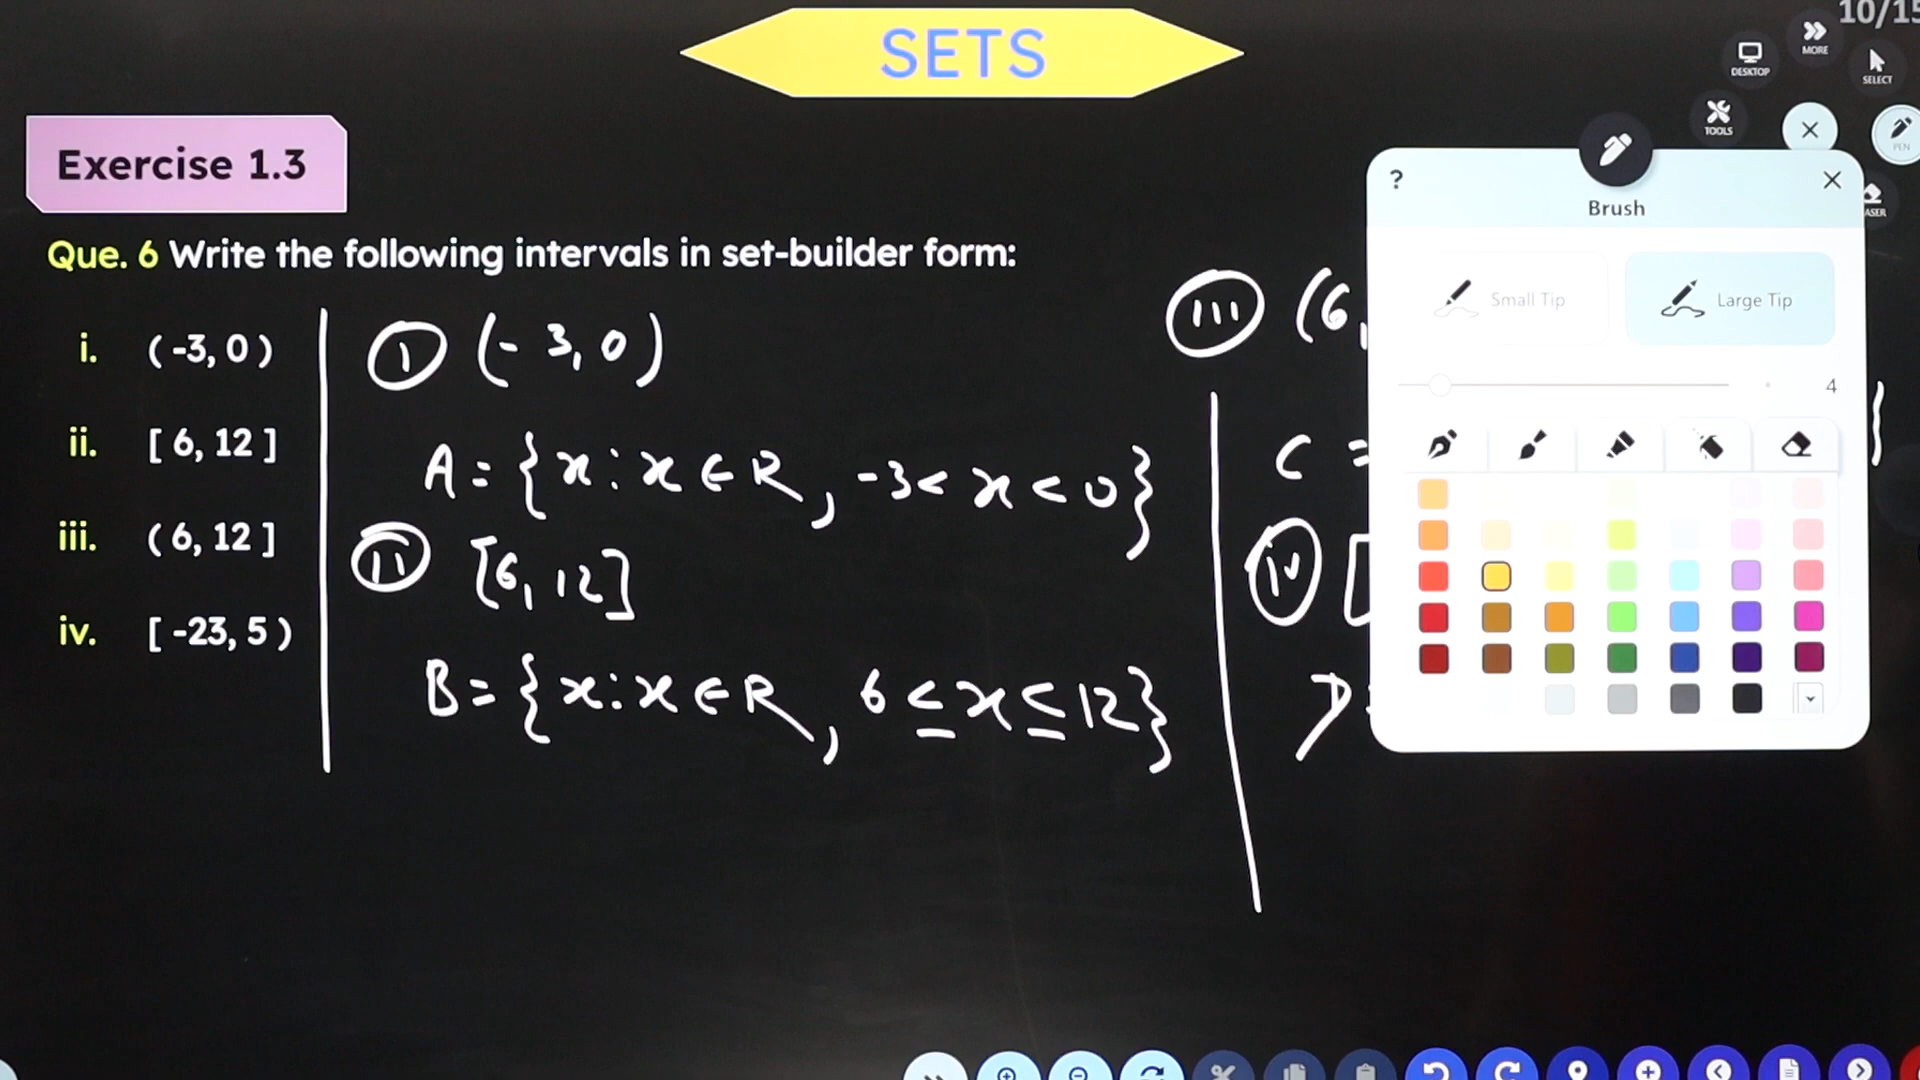 SETS
10/15
DESKTOP
MORE
SELECT
TOOLS
PEN
Exercise 1.3
?
Brush
Small Tip
Large Tip
4
Que. 6 Write the following intervals in set-builder form:
i. ( -3, 0 )
ii. [ 6, 12 ]
iii. ( 6, 12 ]
iv. [ -23, 5 )
(i) (-3, 0)
A = {x : x ∈ R, -3 < x < 0}
(ii) [6, 12]
B = {x : x ∈ R, 6 ≤ x ≤ 12}
(iii) (6,
C =
}
(iv) [
D =